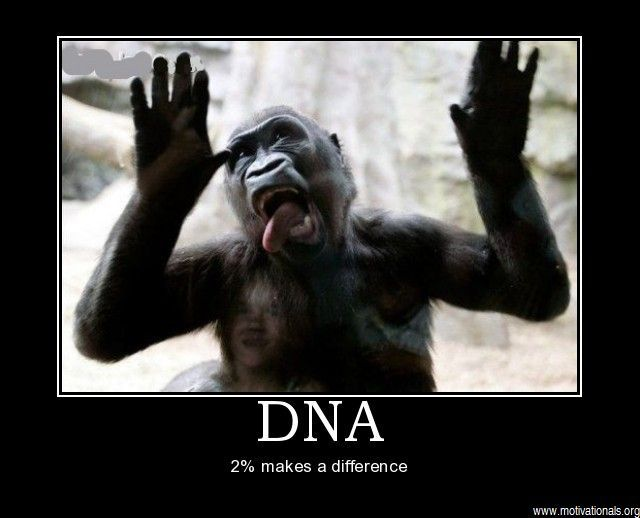 DNA
2% makes a difference
www.motivationals.org